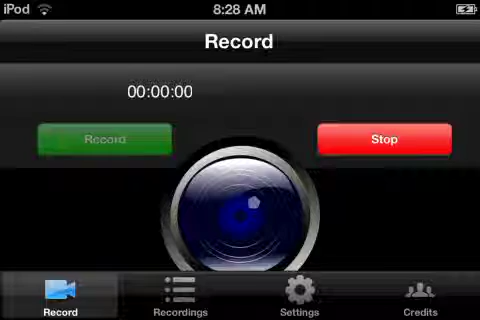 iPod 8:28 AM
Record
00:00:00
Record Stop
Record Recordings Settings Credits